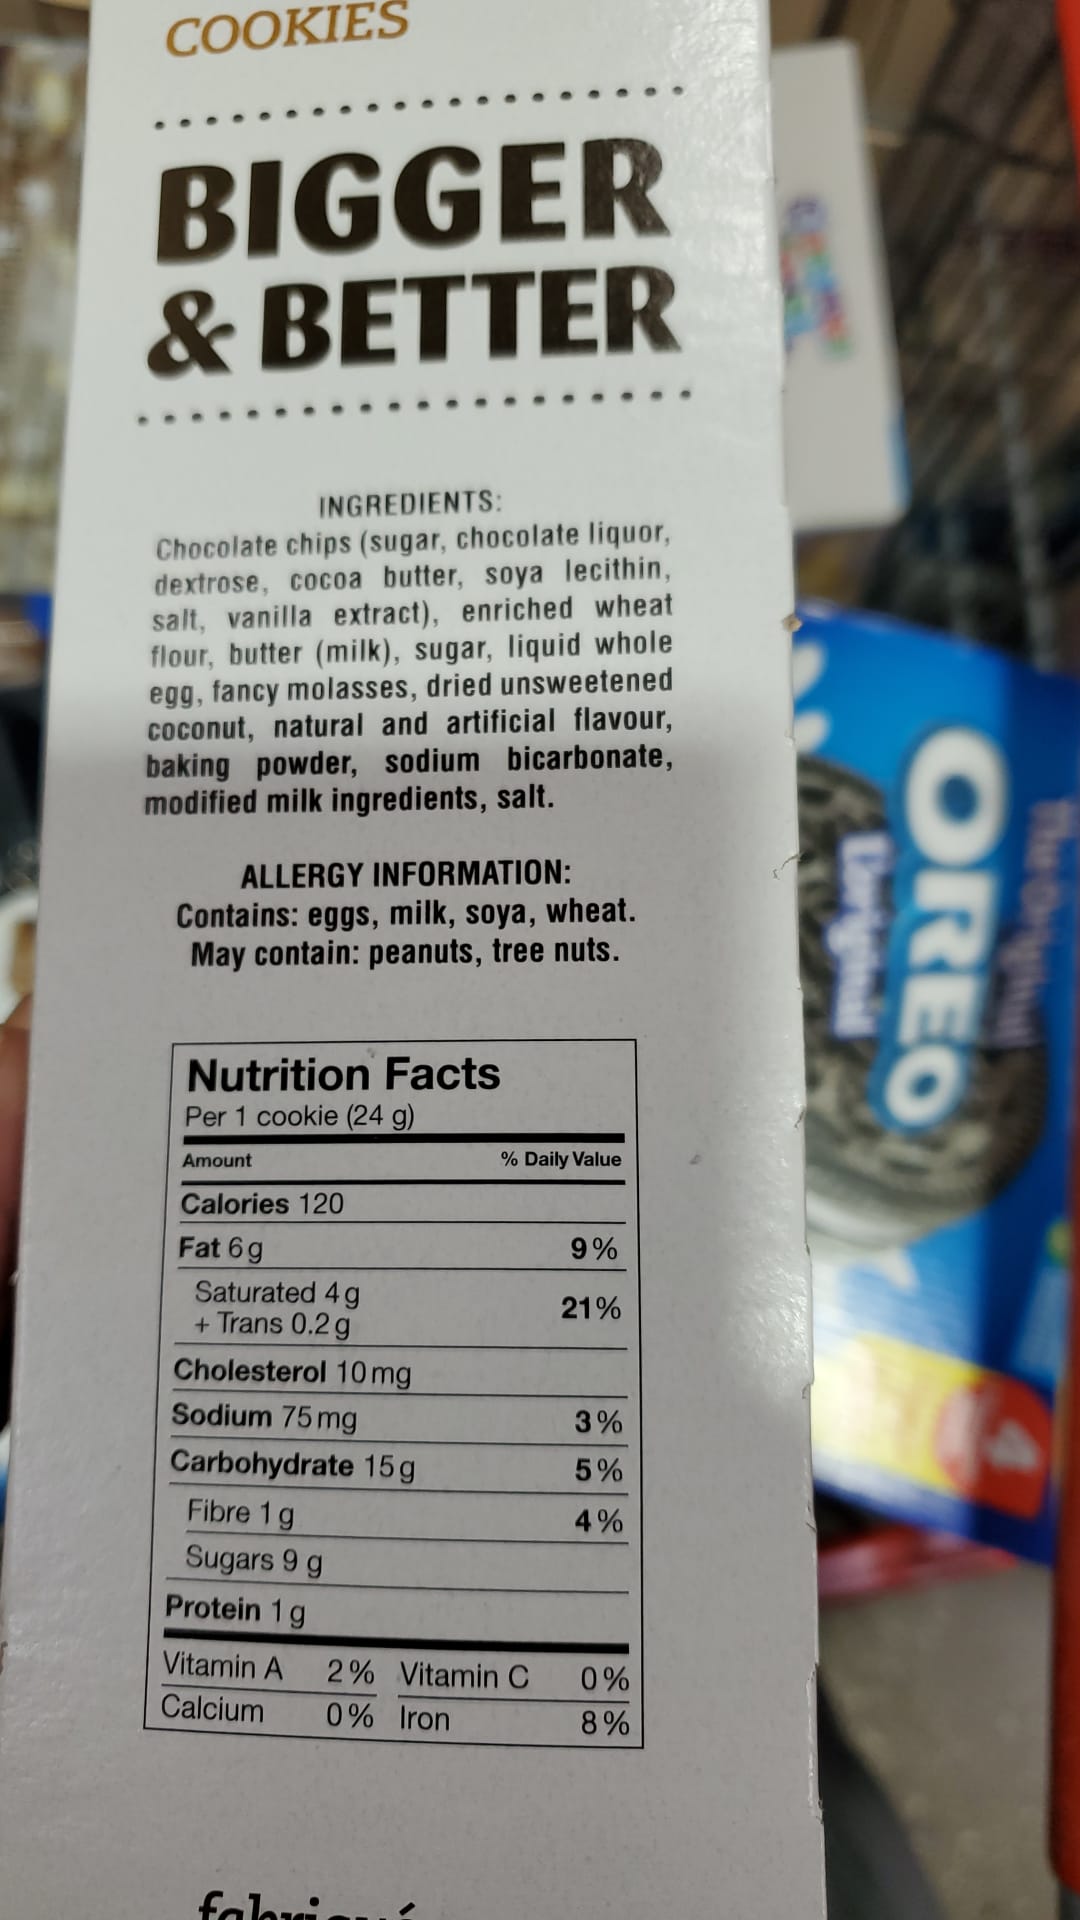 COOKIES
BIGGER
& BETTER
INGREDIENTS:
Chocolate chips (sugar, chocolate liquor,
dextrose, cocoa butter, soya lecithin,
salt, vanilla extract), enriched wheat
flour, butter (milk), sugar, liquid whole
egg, fancy molasses, dried unsweetened
coconut, natural and artificial flavour,
baking powder, sodium bicarbonate,
modified milk ingredients, salt.
ALLERGY INFORMATION:
Contains: eggs, milk, soya, wheat.
May contain: peanuts, tree nuts.
Nutrition Facts
Per 1 cookie (24 g)
Amount % Daily Value
Calories 120
Fat 6 g 9 %
Saturated 4 g
+ Trans 0.2 g 21 %
Cholesterol 10 mg
Sodium 75 mg 3 %
Carbohydrate 15 g 5 %
Fibre 1 g 4 %
Sugars 9 g
Protein 1 g
Vitamin A 2 % Vitamin C 0 %
Calcium 0 % Iron 8 %
OREO
L'original
The Original
4